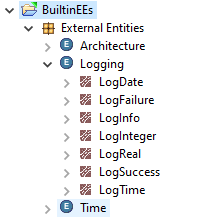 BuiltinEEs
External Entities
Architecture
Logging
LogDate
LogFailure
LogInfo
LogInteger
LogReal
LogSuccess
LogTime
Time